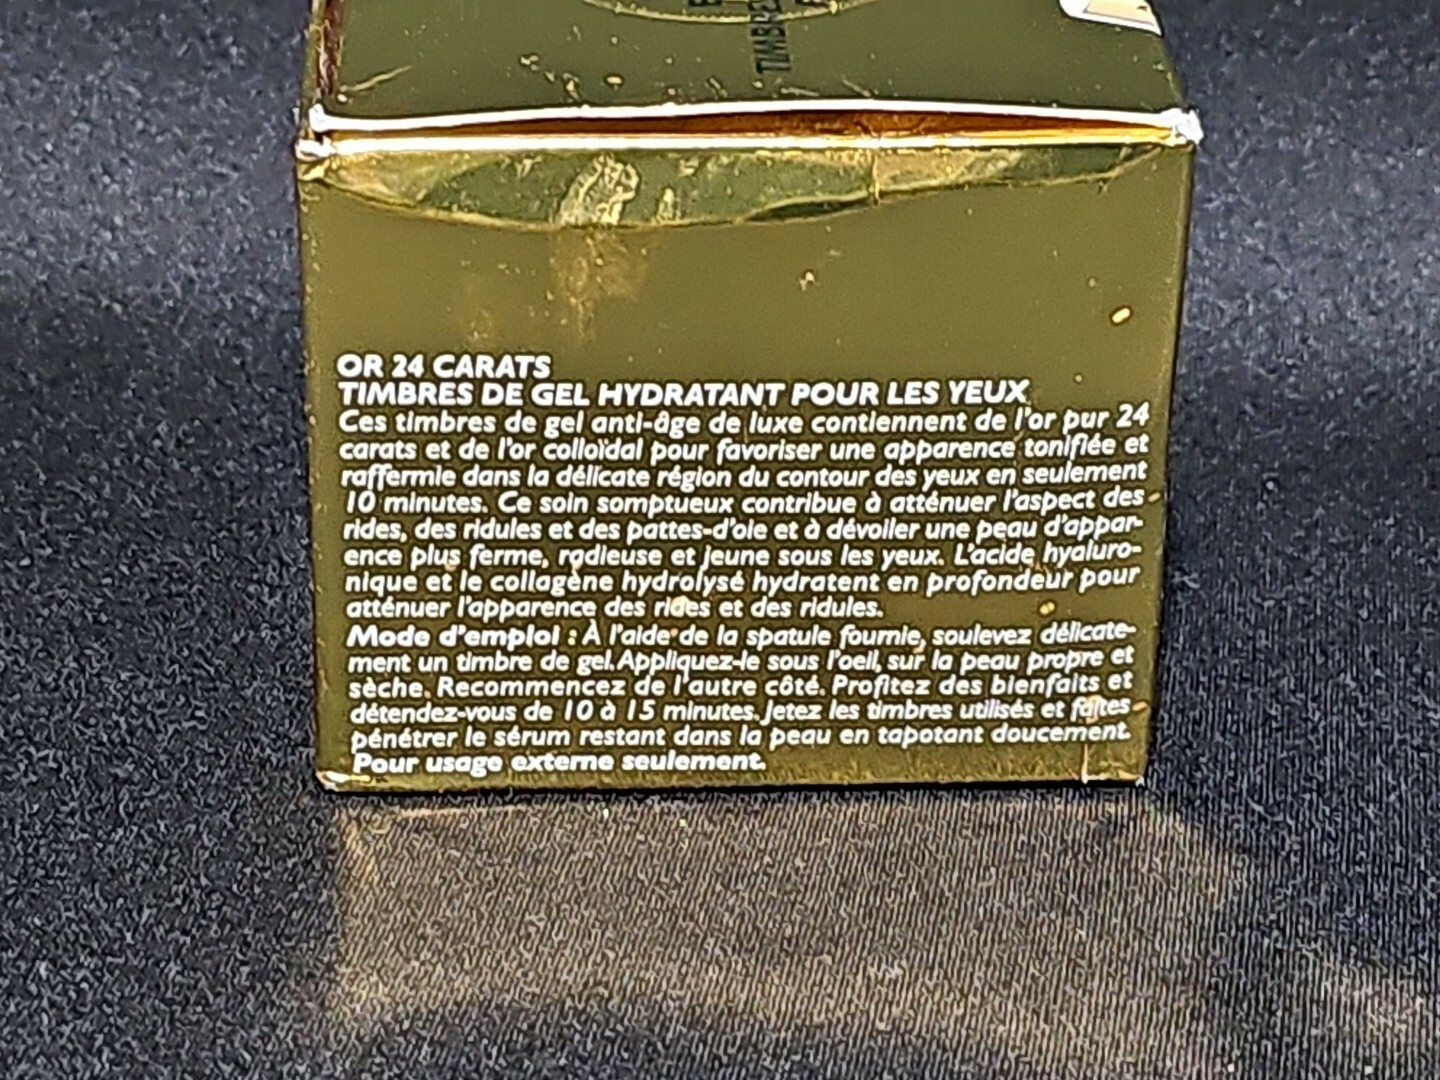 TIMBRE
OR 24 CARATS
TIMBRES DE GEL HYDRATANT POUR LES YEUX
Ces timbres de gel anti-âge de luxe contiennent de l'or pur 24
carats et de l'or colloïdal pour favoriser une apparence tonifiée et
raffermie dans la délicate région du contour des yeux en seulement
10 minutes. Ce soin somptueux contribue à atténuer l'aspect des
rides, des ridules et des pattes-d'oie et à dévoiler une peau d'appar-
ence plus ferme, radieuse et jeune sous les yeux. L'acide hyaluro-
nique et le collagène hydrolysé hydratent en profondeur pour
atténuer l'apparence des rides et des ridules.
Mode d'emploi : À l'aide de la spatule fournie, soulevez délicate-
ment un timbre de gel. Appliquez-le sous l'oeil, sur la peau propre et
sèche. Recommencez de l'autre côté. Profitez des bienfaits et
détendez-vous de 10 à 15 minutes. Jetez les timbres utilisés et faites
pénétrer le sérum restant dans la peau en tapotant doucement.
Pour usage externe seulement.